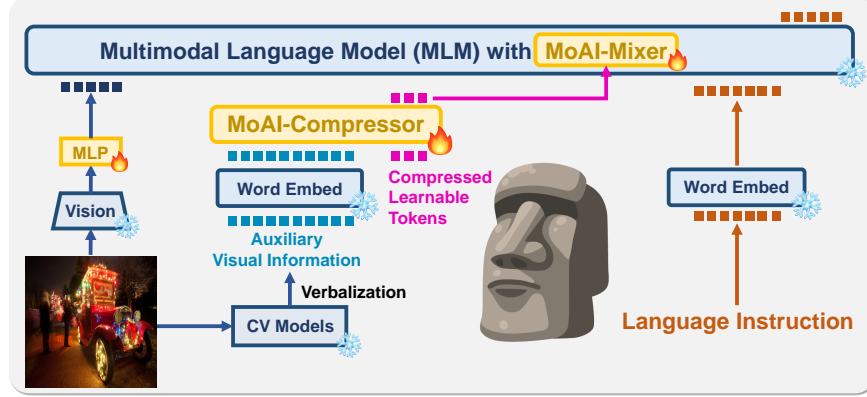 Multimodal Language Model (MLM) with MoAI-Mixer
MoAI-Compressor
MLP
Word Embed
Compressed
Learnable
Tokens
Word Embed
Vision
Auxiliary
Visual Information
Verbalization
CV Models
Language Instruction